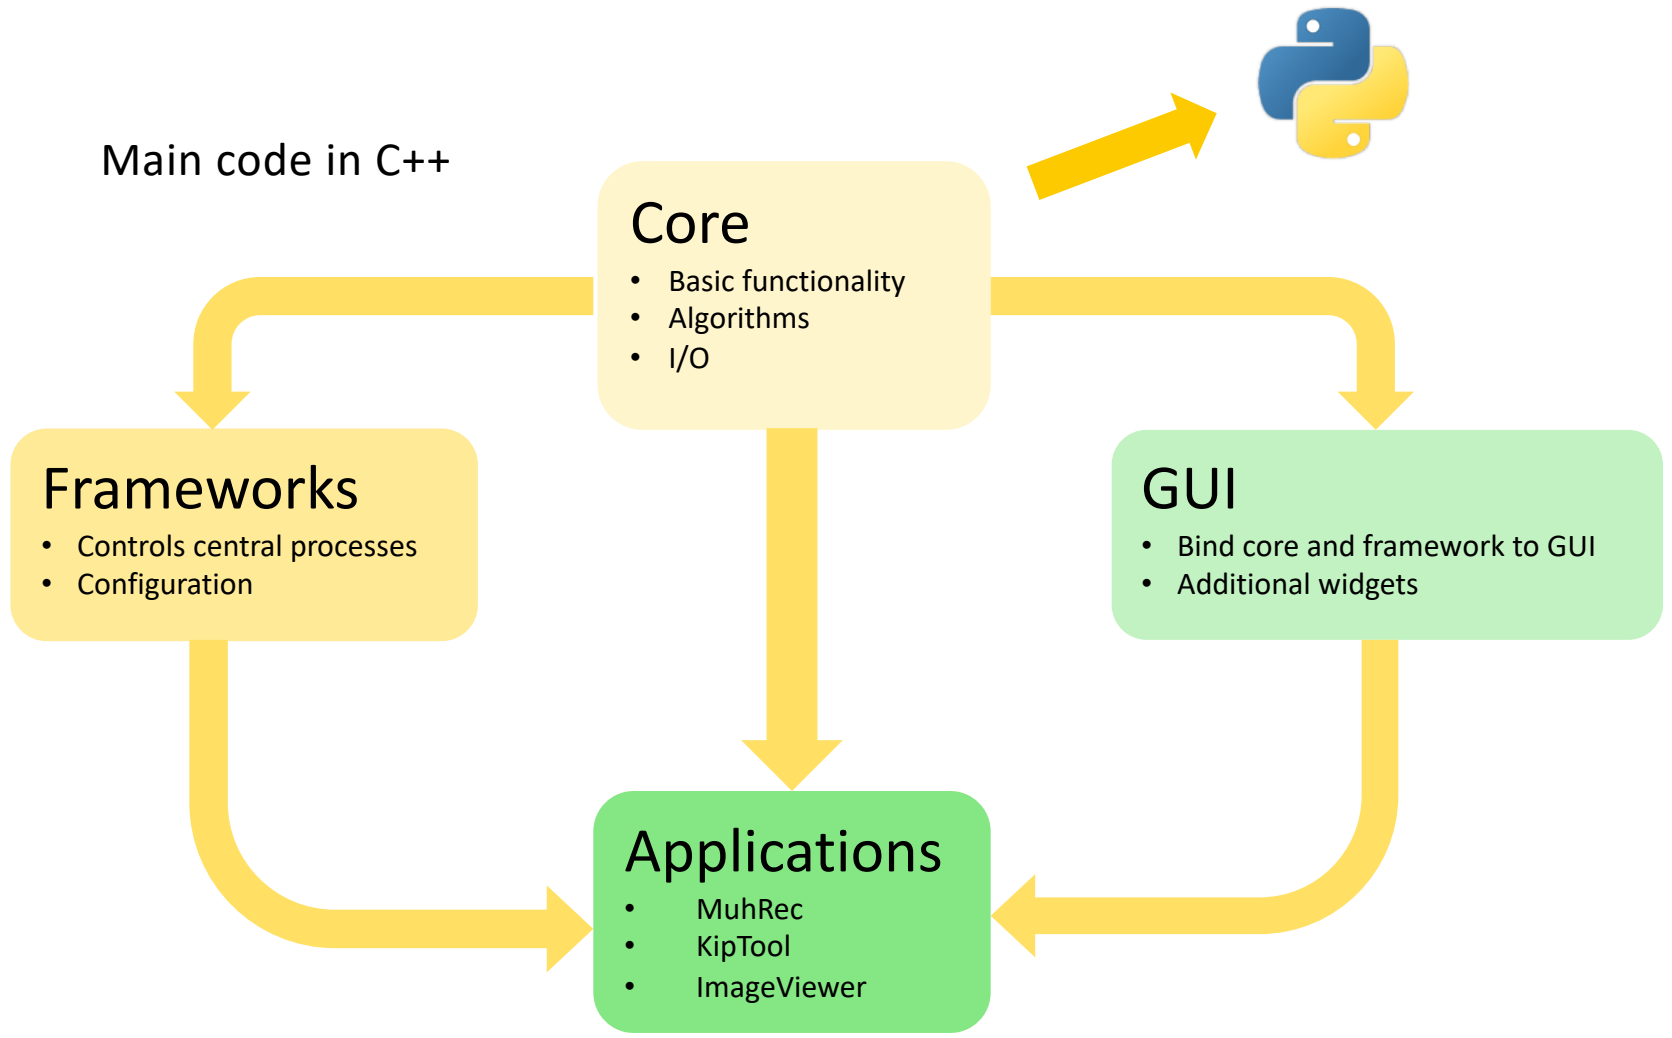 Main code in C++
Core
• Basic functionality
• Algorithms
• I/O
Frameworks
• Controls central processes
• Configuration
GUI
• Bind core and framework to GUI
• Additional widgets
Applications
• MuhRec
• KipTool
• ImageViewer